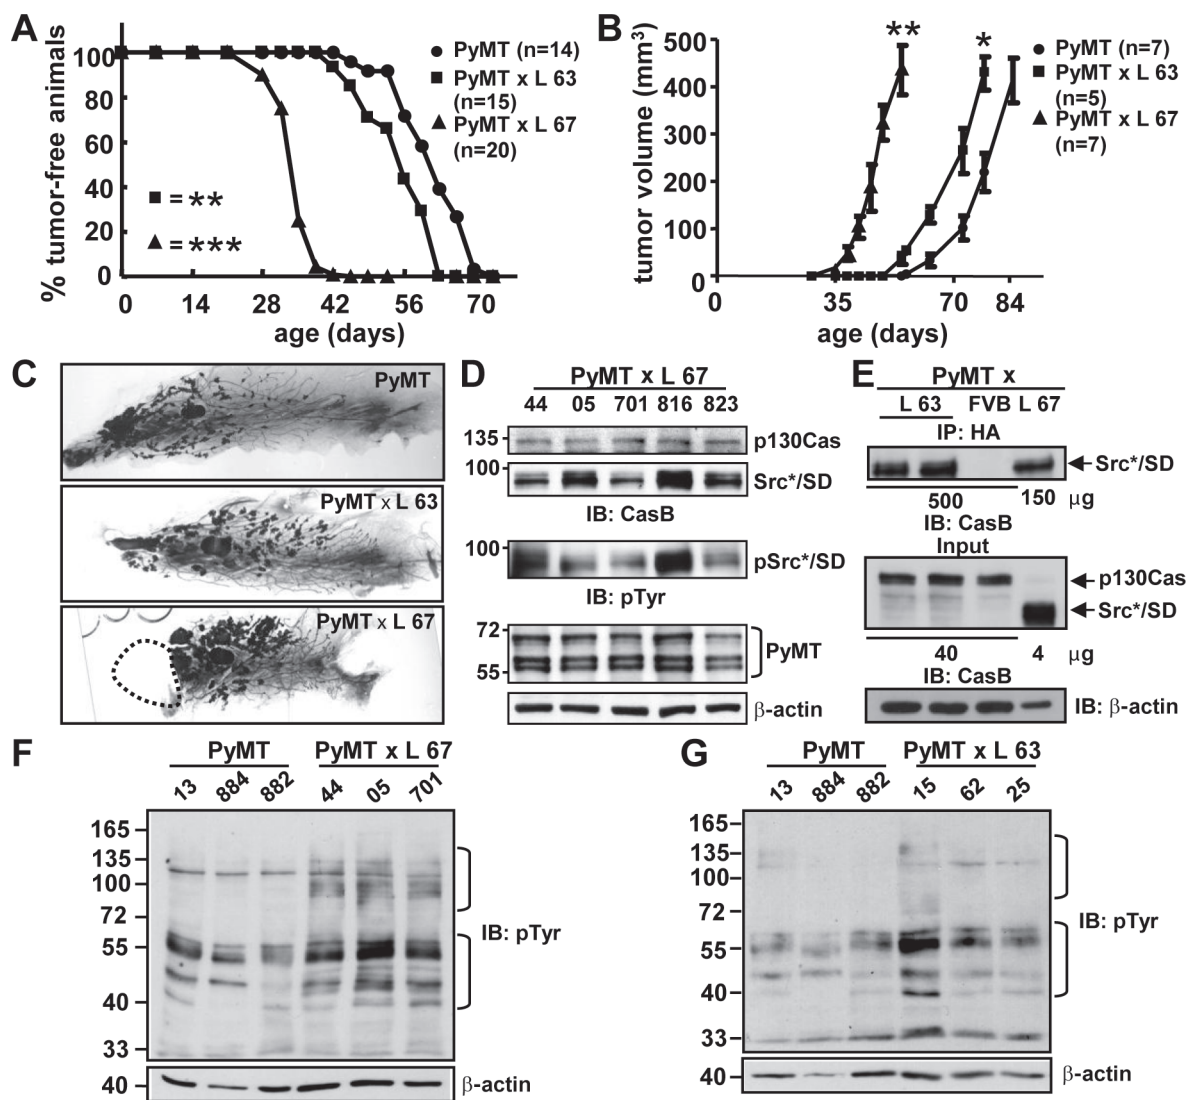 A
% tumor-free animals
100
80
60
40
20
0
0 14 28 42 56 70
age (days)
PyMT (n=14)
PyMT x L 63
(n=15)
PyMT x L 67
(n=20)
= **
= ***
B
tumor volume (mm³)
500
400
300
200
100
0
0 35 70 84
age (days)
** *
PyMT (n=7)
PyMT x L 63
(n=5)
PyMT x L 67
(n=7)
C
PyMT
PyMT x L 63
PyMT x L 67
D
PyMT x L 67
44 05 701 816 823
135 p130Cas
100 Src*/SD
IB: CasB
100 pSrc*/SD
IB: pTyr
72
55
PyMT
β-actin
E
PyMT x
L 63 FVB L 67
IP: HA
Src*/SD
500 150 μg
IB: CasB
Input
p130Cas
Src*/SD
40 4 μg
IB: CasB
IB: β-actin
F
PyMT PyMT x L 67
13 884 882 44 05 701
165
135
100
72
55
40
33
IB: pTyr
40 β-actin
G
PyMT PyMT x L 63
13 884 882 15 62 25
165
135
100
72
55
40
33
IB: pTyr
40 β-actin